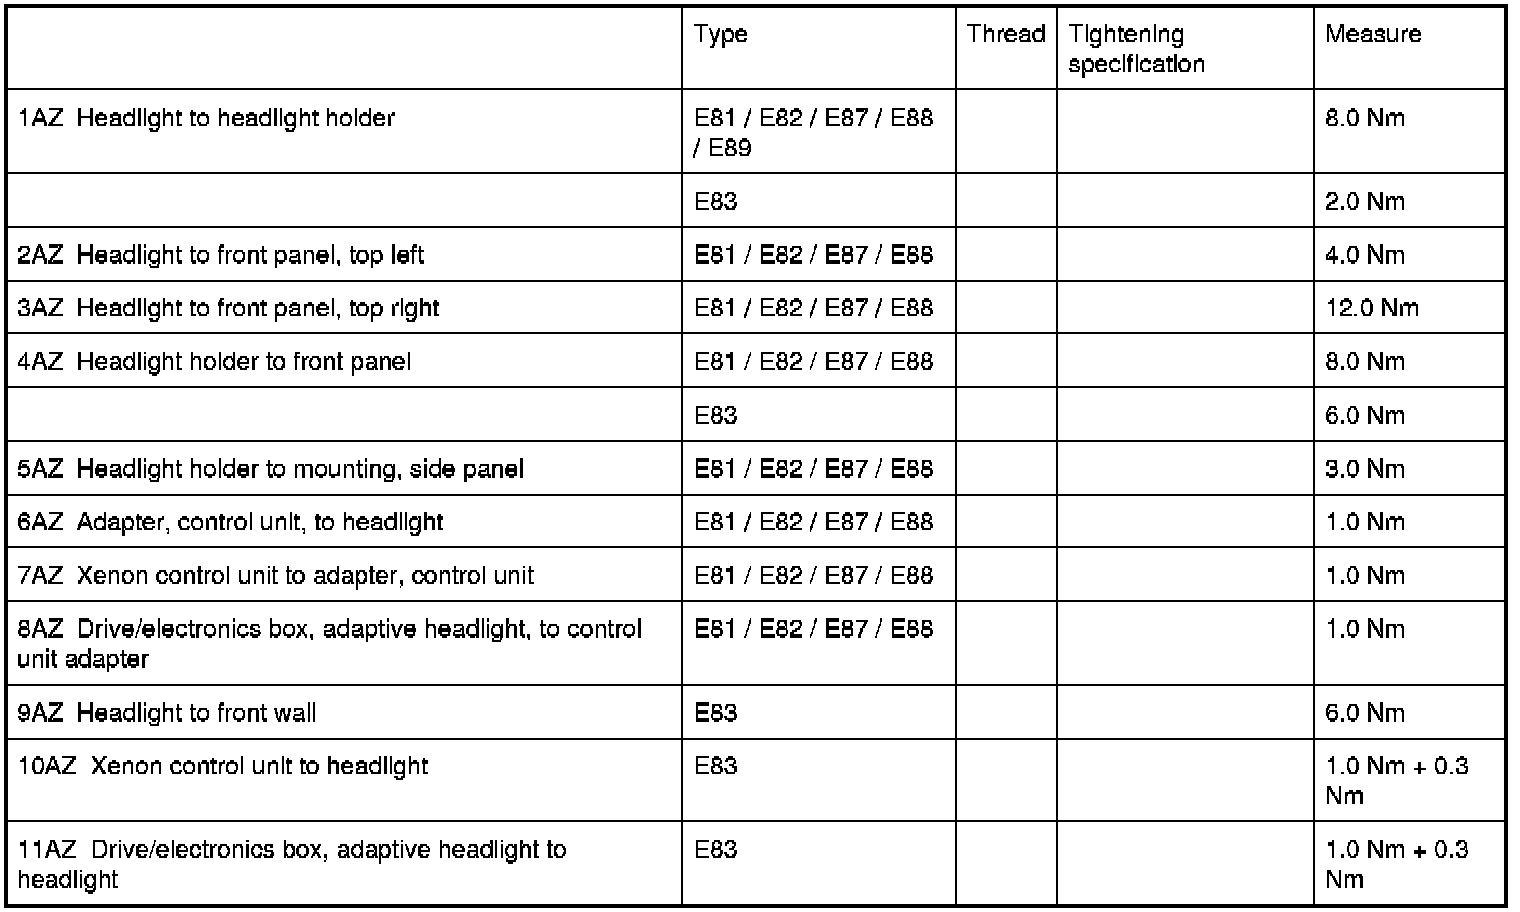 Type Thread Tightening specification Measure
1AZ Headlight to headlight holder E81 / E82 / E87 / E88 / E89 8.0 Nm
E83 2.0 Nm
2AZ Headlight to front panel, top left E81 / E82 / E87 / E88 4.0 Nm
3AZ Headlight to front panel, top right E81 / E82 / E87 / E88 12.0 Nm
4AZ Headlight holder to front panel E81 / E82 / E87 / E88 8.0 Nm
E83 6.0 Nm
5AZ Headlight holder to mounting, side panel E81 / E82 / E87 / E88 3.0 Nm
6AZ Adapter, control unit, to headlight E81 / E82 / E87 / E88 1.0 Nm
7AZ Xenon control unit to adapter, control unit E81 / E82 / E87 / E88 1.0 Nm
8AZ Drive/electronics box, adaptive headlight, to control unit adapter E81 / E82 / E87 / E88 1.0 Nm
9AZ Headlight to front wall E83 6.0 Nm
10AZ Xenon control unit to headlight E83 1.0 Nm + 0.3 Nm
11AZ Drive/electronics box, adaptive headlight to headlight E83 1.0 Nm + 0.3 Nm